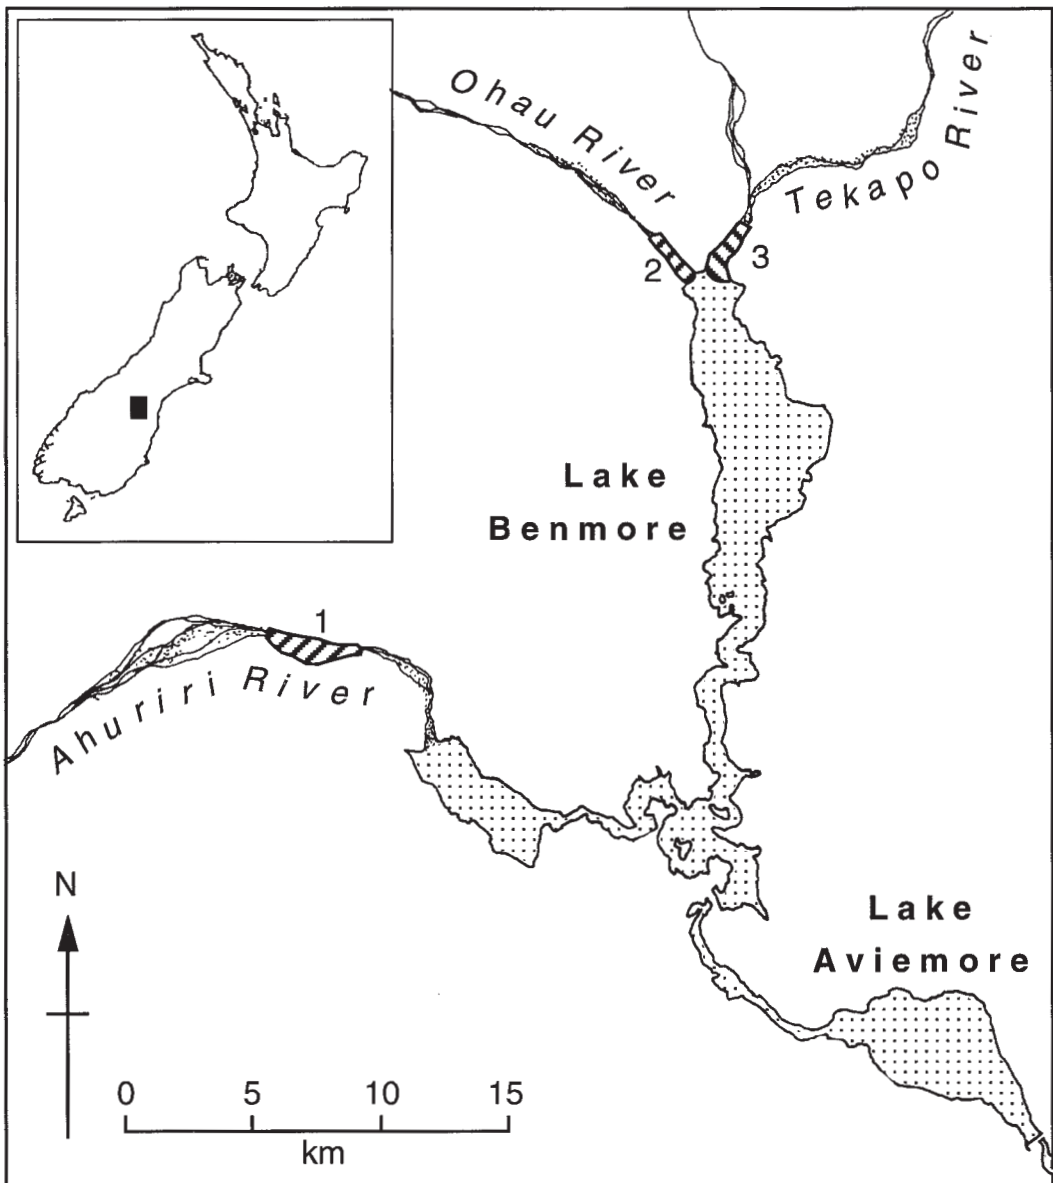 Ohau River
Tekapo River
2
3
Lake
Benmore
1
Ahuriri River
N
Lake
Aviemore
0 5 10 15
km